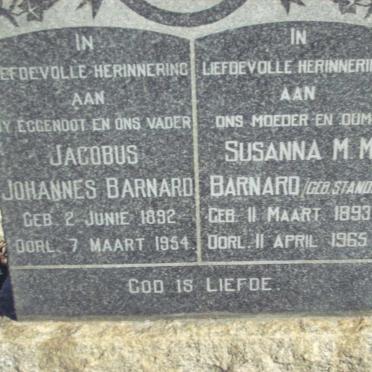 IN
LIEFDEVOLLE HERINNERING
AAN
MY EGGENOOT EN ONS VADER
JACOBUS
JOHANNES BARNARD
GEB. 2 JUNIE 1892
OORL. 7 MAART 1954.
IN
LIEFDEVOLLE HERINNERING
AAN
ONS MOEDER EN OUMA
SUSANNA M. M.
BARNARD (GEB. STAND
GEB. 11 MAART 1893
OORL. 11 APRIL 1965
GOD IS LIEFDE.